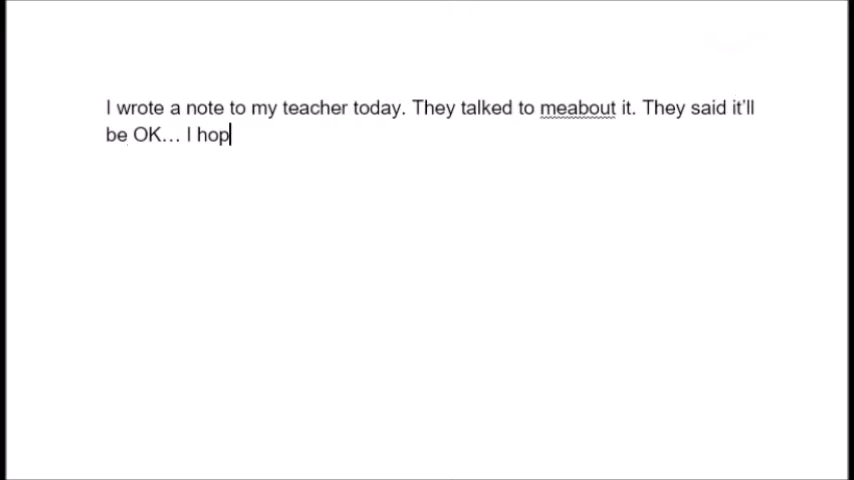 I wrote a note to my teacher today. They talked to meabout it. They said it’ll
be OK… I hop